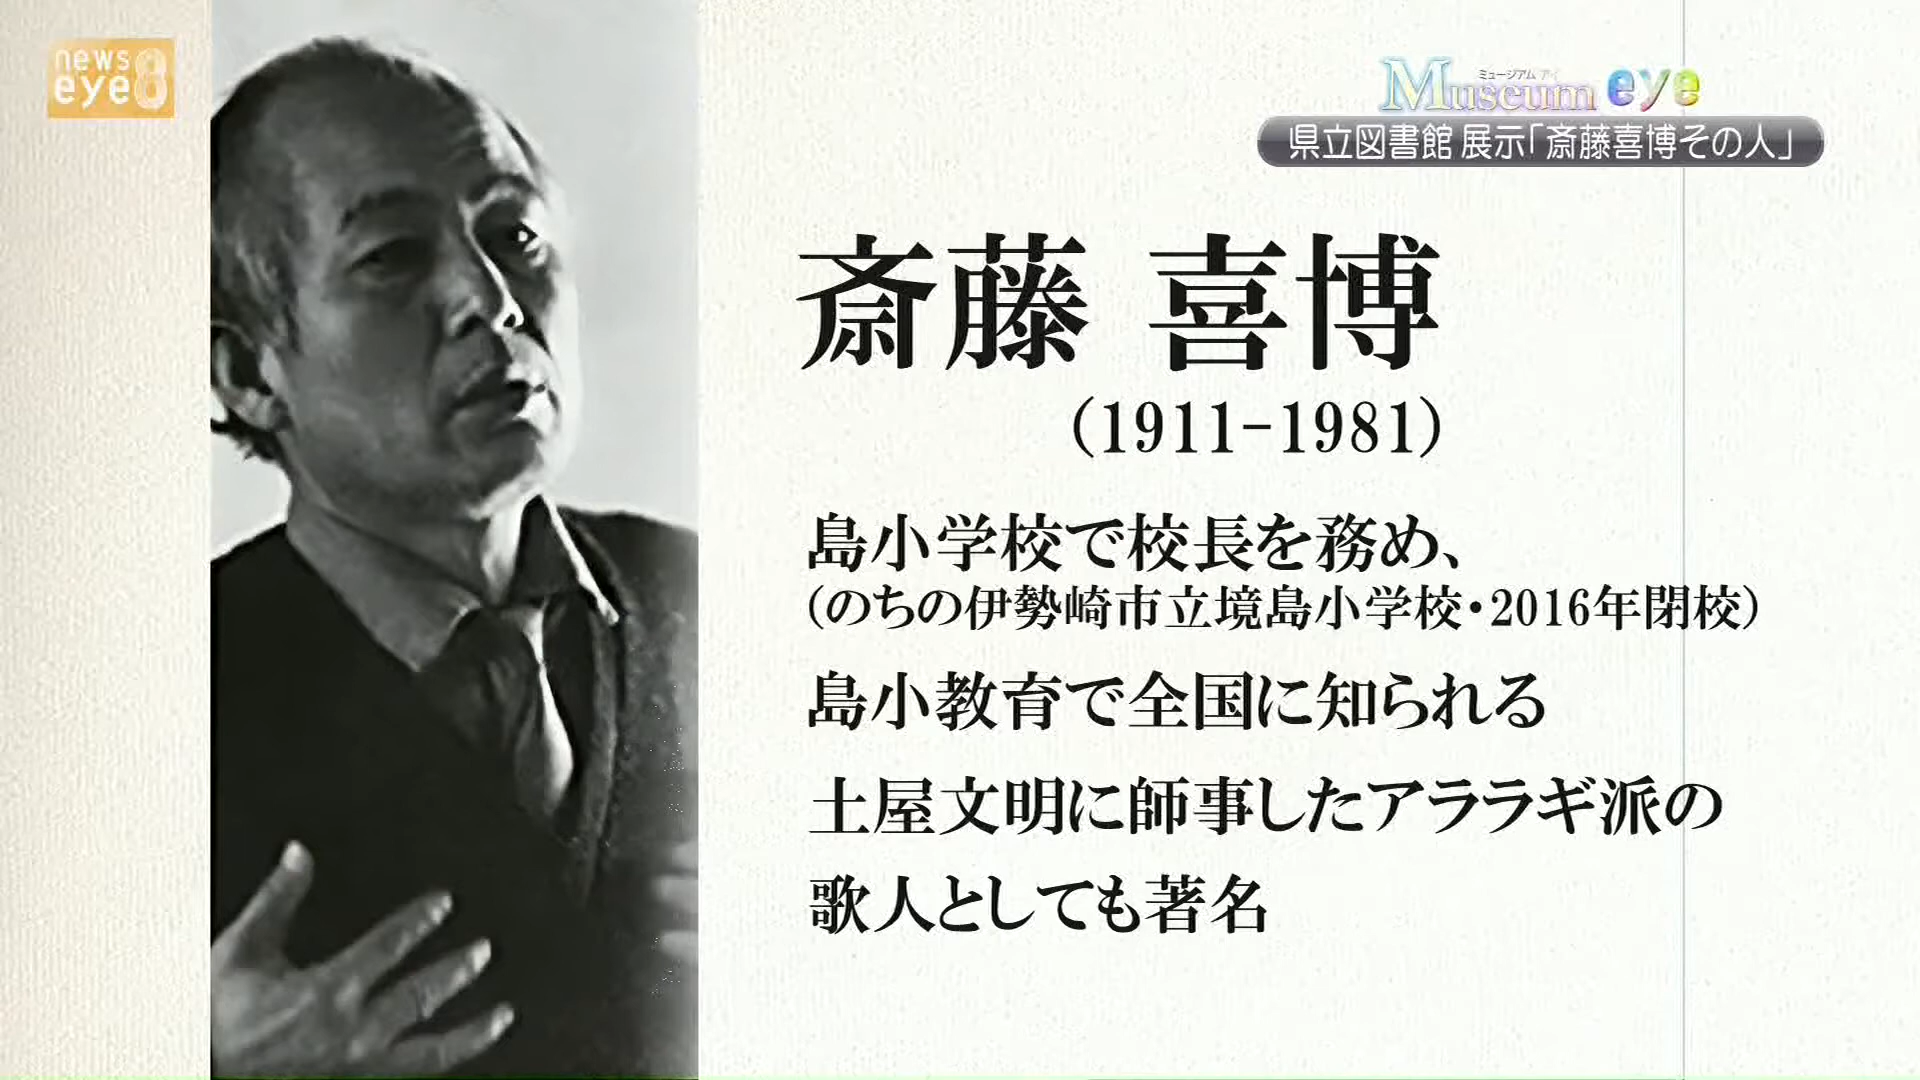 news
eye8
ミュージアム アイ
Museum eye
県立図書館 展示「斎藤喜博その人」
斎藤 喜博
(1911-1981)
島小学校で校長を務め、
(のちの伊勢崎市立境島小学校・2016年閉校)
島小教育で全国に知られる
土屋文明に師事したアララギ派の
歌人としても著名